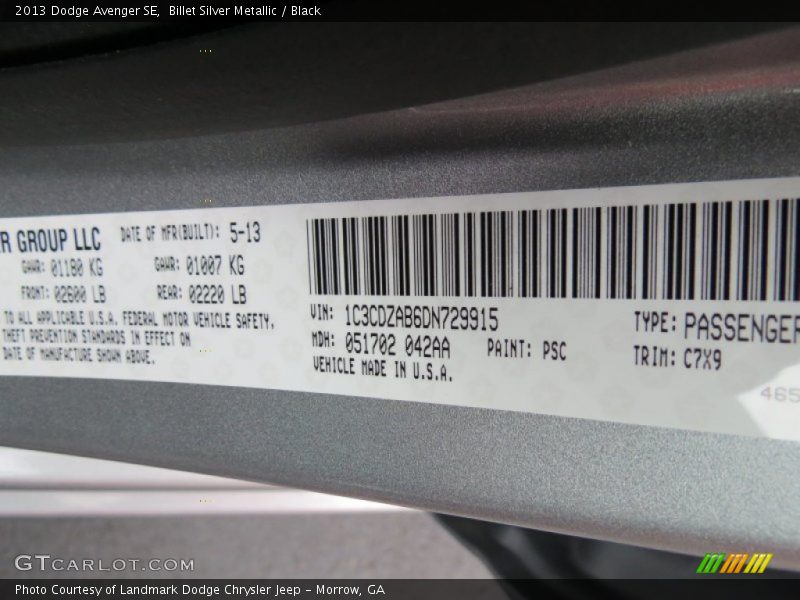 2013 Dodge Avenger SE,  Billet Silver Metallic / Black
R GROUP LLC
DATE OF MFR(BUILT): 5-13
GAWR: 01180 KG GAWR: 01007 KG
FRONT: 02600 LB REAR: 02220 LB
TO ALL APPLICABLE U.S.A. FEDERAL MOTOR VEHICLE SAFETY,
THEFT PREVENTION STANDARDS IN EFFECT ON
DATE OF MANUFACTURE SHOWN ABOVE.
VIN: 1C3CDZAB6DN729915
MDH: 051702 042AA PAINT: PSC
VEHICLE MADE IN U.S.A.
TYPE: PASSENGER
TRIM: C7X9
465
GTCARLOT.COM
Photo Courtesy of Landmark Dodge Chrysler Jeep - Morrow, GA